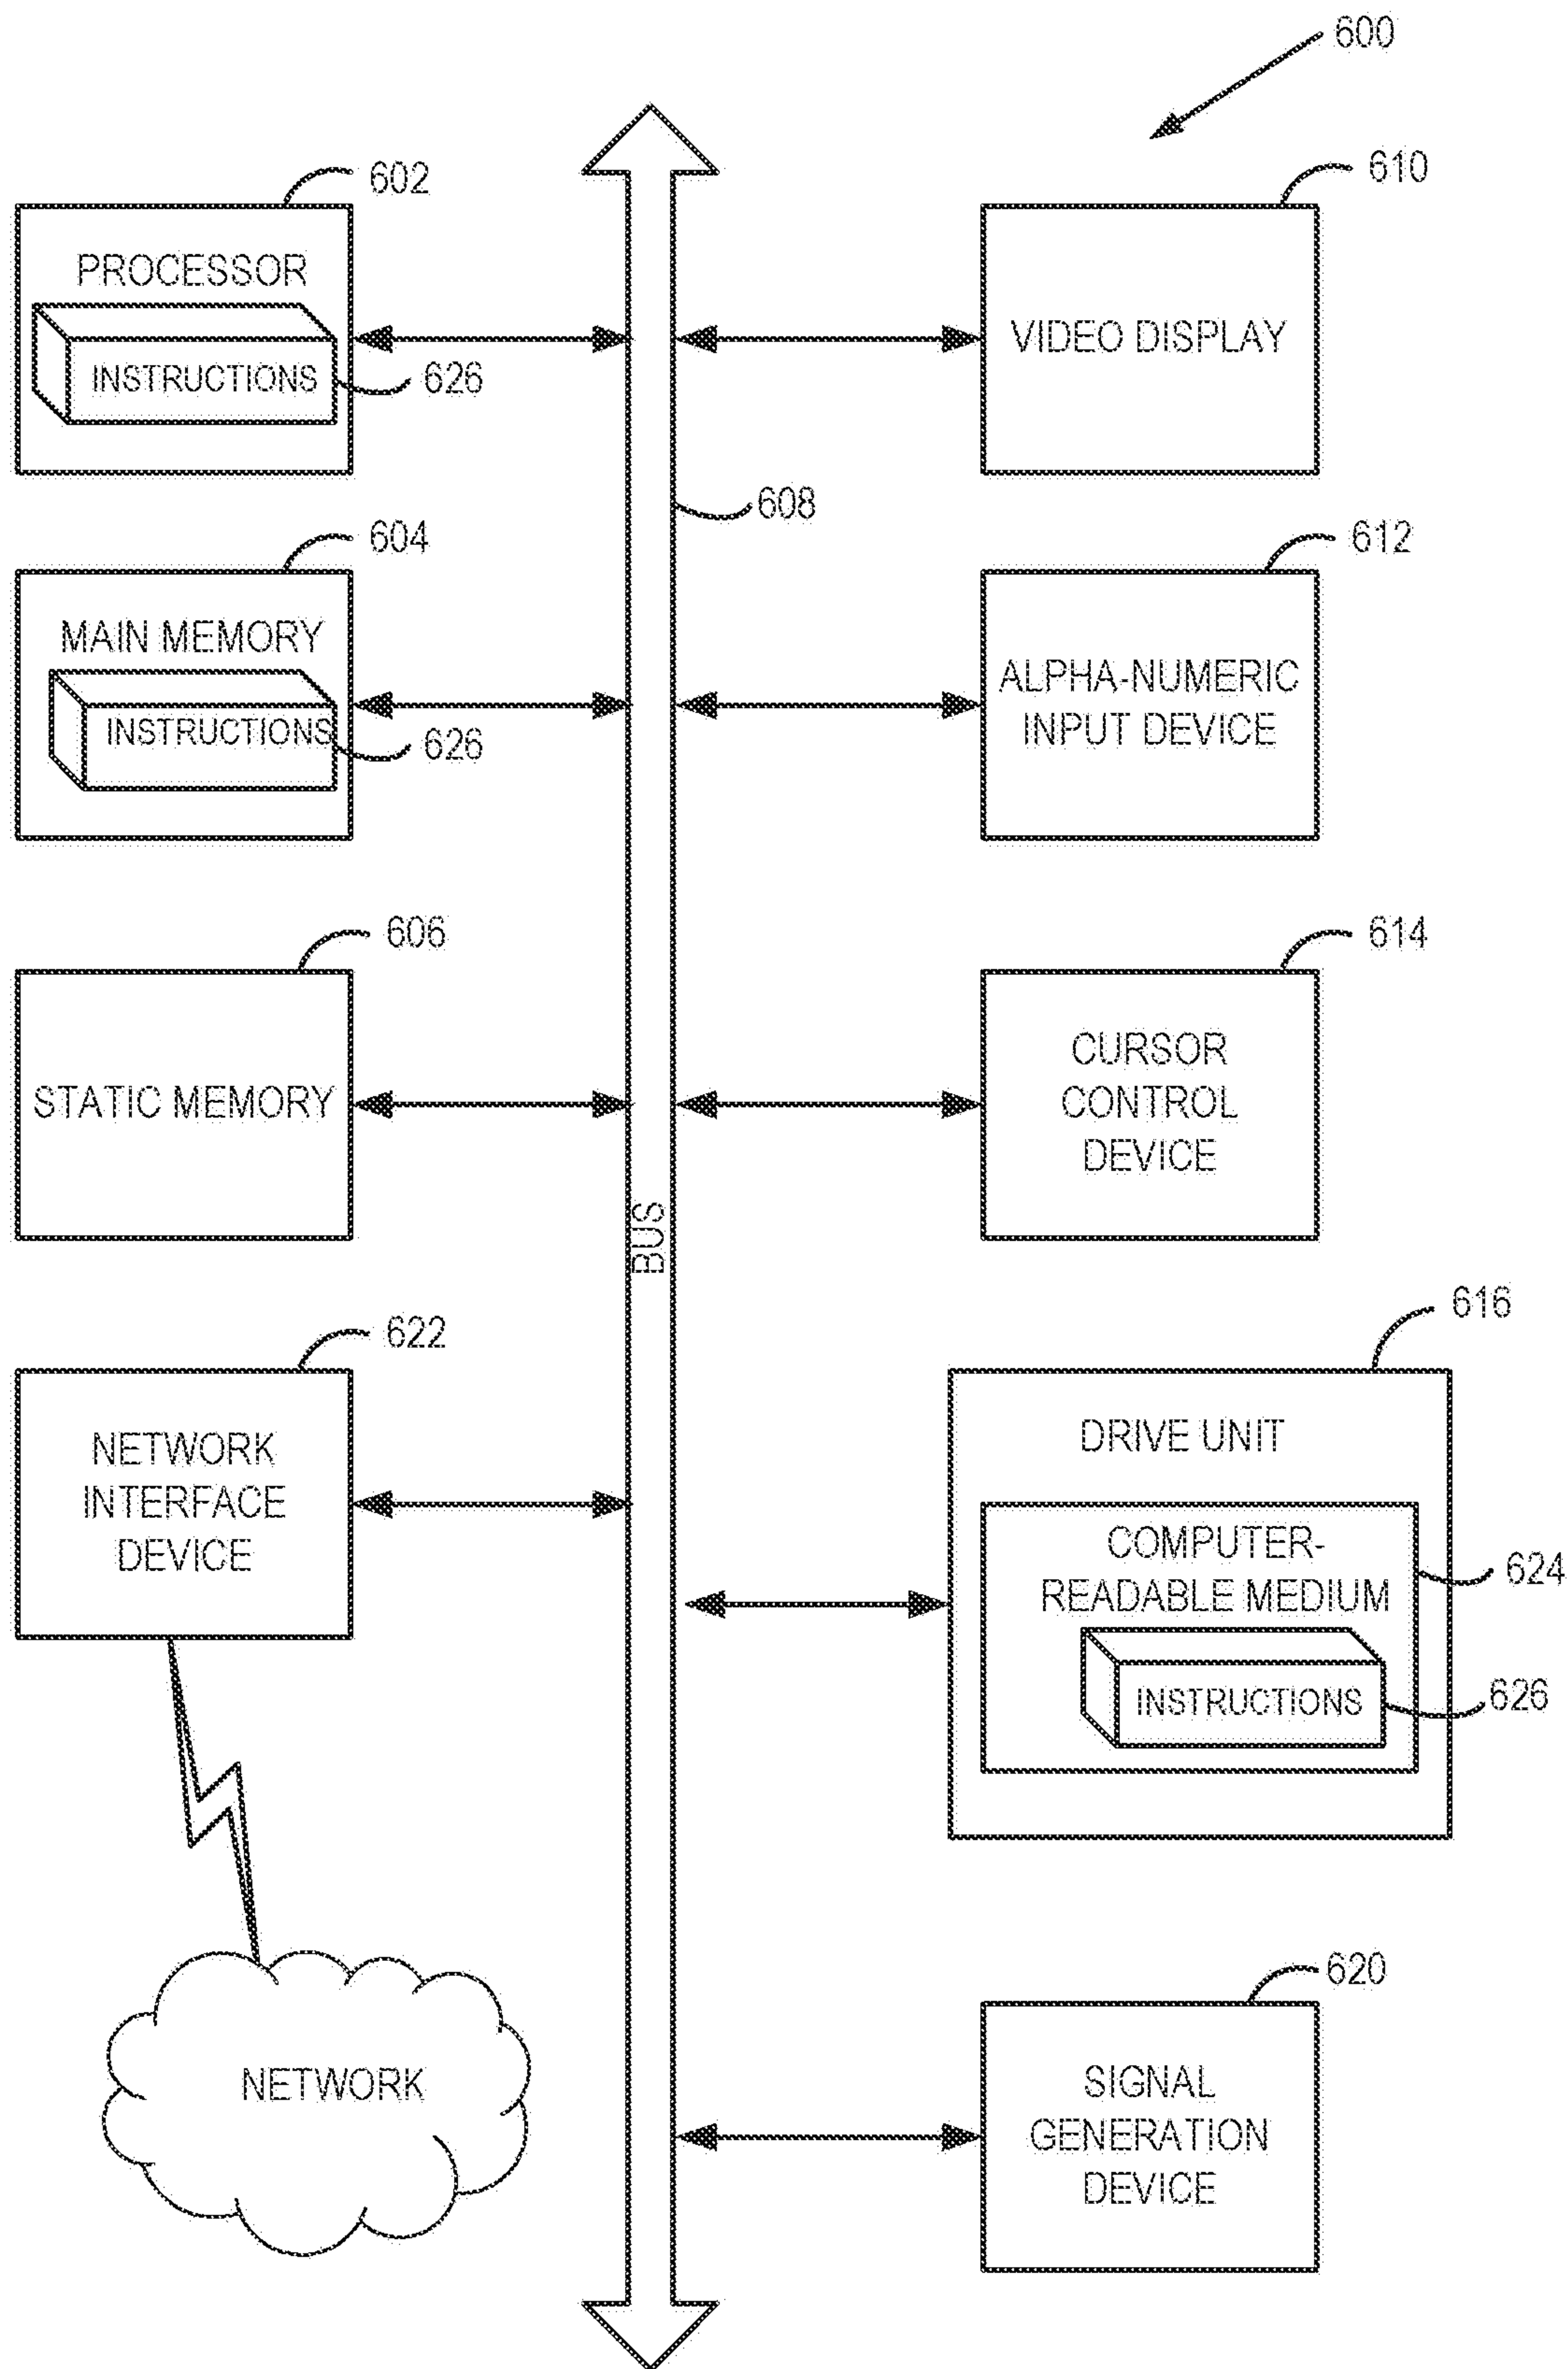 600
602
PROCESSOR
INSTRUCTIONS
626
604
MAIN MEMORY
INSTRUCTIONS
626
606
STATIC MEMORY
622
NETWORK
INTERFACE
DEVICE
NETWORK
608
BUS
610
VIDEO DISPLAY
612
ALPHA-NUMERIC
INPUT DEVICE
614
CURSOR
CONTROL
DEVICE
616
DRIVE UNIT
COMPUTER-
READABLE MEDIUM
624
INSTRUCTIONS
626
620
SIGNAL
GENERATION
DEVICE